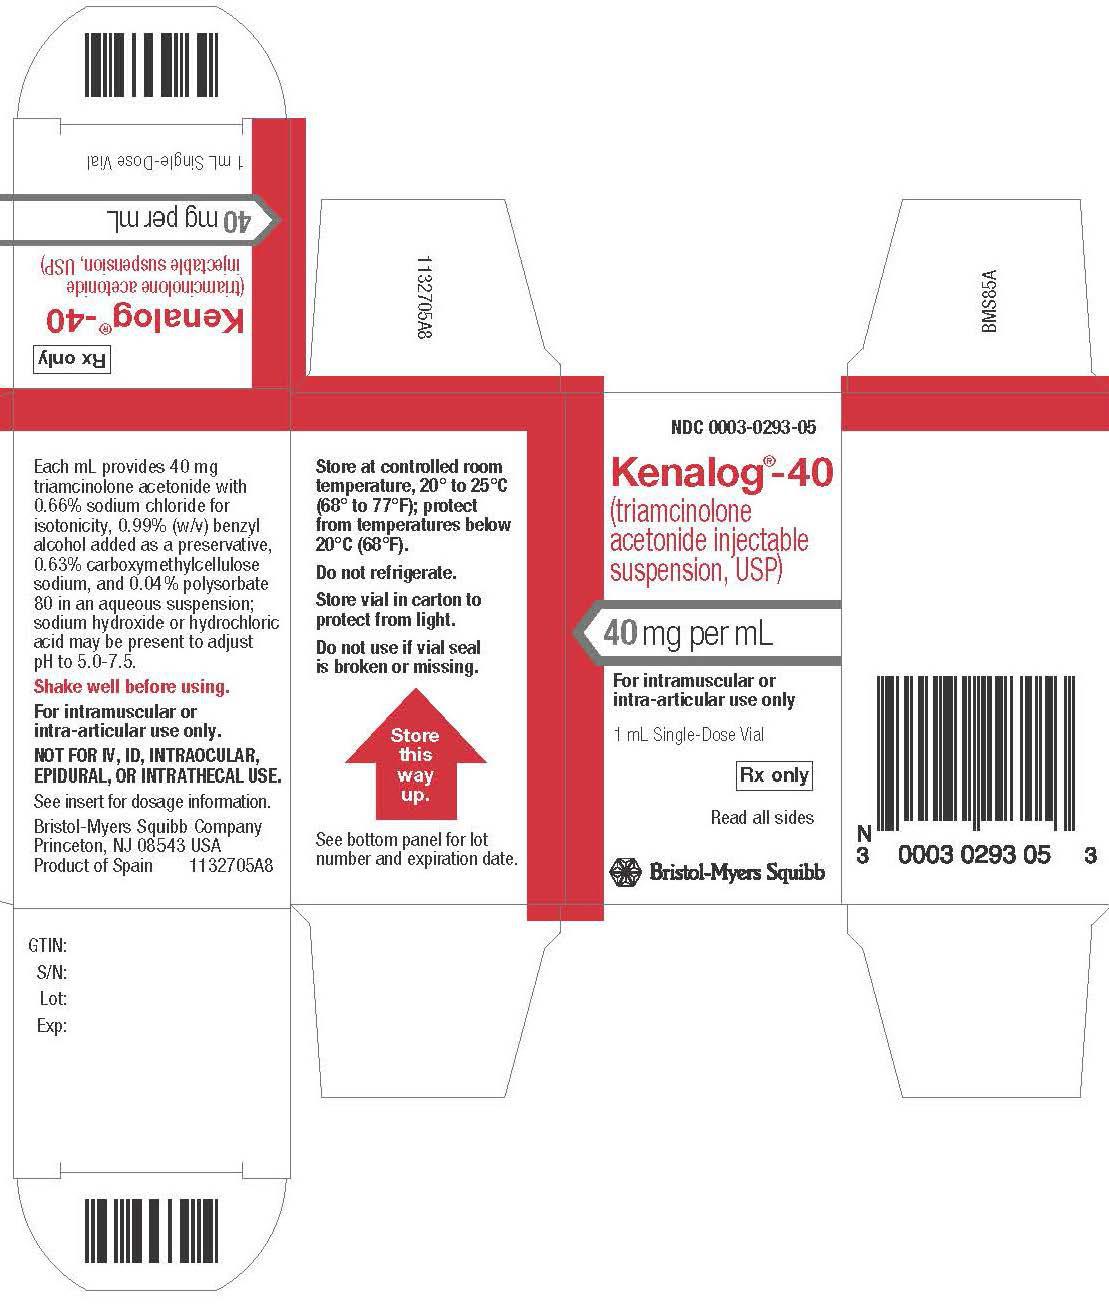 1 mL Single-Dose Vial
40 mg per mL
injectable suspension, USP)
(triamcinolone acetonide
Kenalog®-40
Rx only
1132705A8
BMS85A
Each mL provides 40 mg
triamcinolone acetonide with
0.66% sodium chloride for
isotonicity, 0.99% (w/v) benzyl
alcohol added as a preservative,
0.63% carboxymethylcellulose
sodium, and 0.04% polysorbate
80 in an aqueous suspension;
sodium hydroxide or hydrochloric
acid may be present to adjust
pH to 5.0-7.5.
Shake well before using.
For intramuscular or
intra-articular use only.
NOT FOR IV, ID, INTRAOCULAR,
EPIDURAL, OR INTRATHECAL USE.
See insert for dosage information.
Bristol-Myers Squibb Company
Princeton, NJ 08543 USA
Product of Spain 1132705A8
Store at controlled room
temperature, 20° to 25°C
(68° to 77°F); protect
from temperatures below
20°C (68°F).
Do not refrigerate.
Store vial in carton to
protect from light.
Do not use if vial seal
is broken or missing.
Store
this
way
up.
See bottom panel for lot
number and expiration date.
NDC 0003-0293-05
Kenalog®-40
(triamcinolone
acetonide injectable
suspension, USP)
40 mg per mL
For intramuscular or
intra-articular use only
1 mL Single-Dose Vial
Rx only
Read all sides
Bristol-Myers Squibb
N
3 0003 0293 05 3
GTIN:
S/N:
Lot:
Exp: